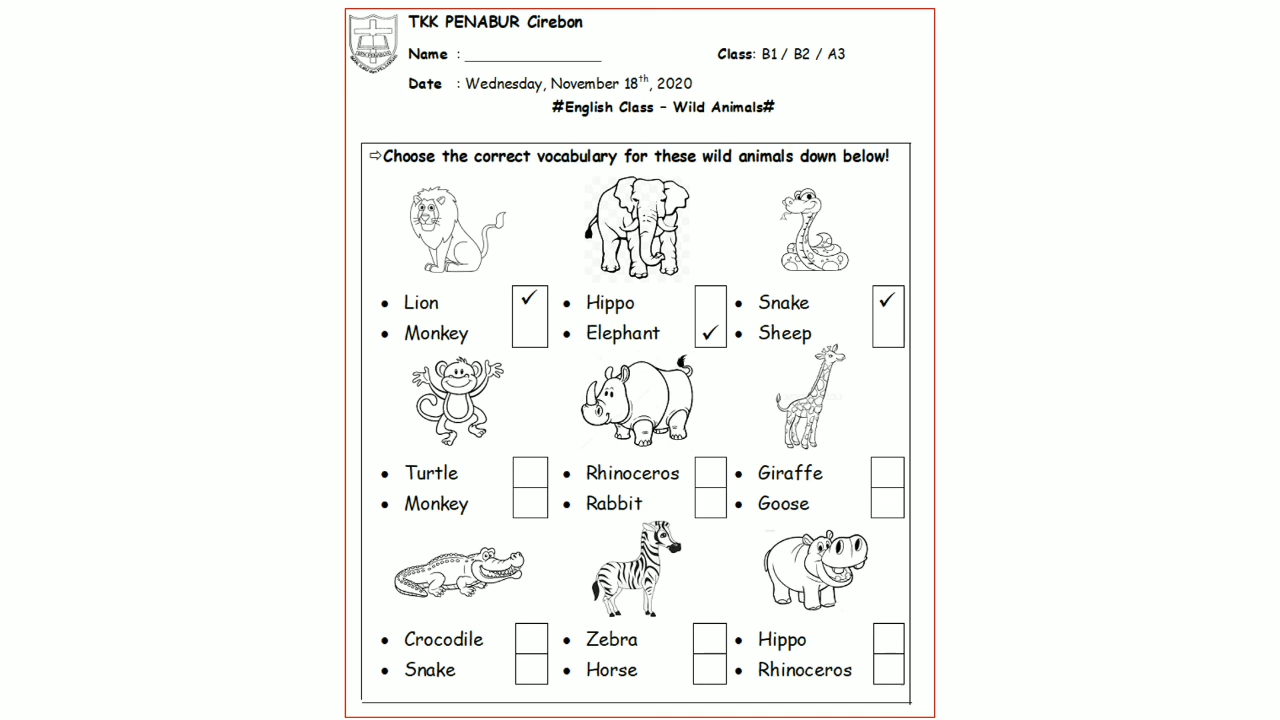 TKK PENABUR Cirebon
Name : _______________ Class: B1 / B2 / A3
Date : Wednesday, November 18th, 2020
#English Class – Wild Animals#
⇨Choose the correct vocabulary for these wild animals down below!
• Lion ✓ • Hippo • Snake ✓
• Monkey • Elephant ✓ • Sheep
• Turtle • Rhinoceros • Giraffe
• Monkey • Rabbit • Goose
• Crocodile • Zebra • Hippo
• Snake • Horse • Rhinoceros